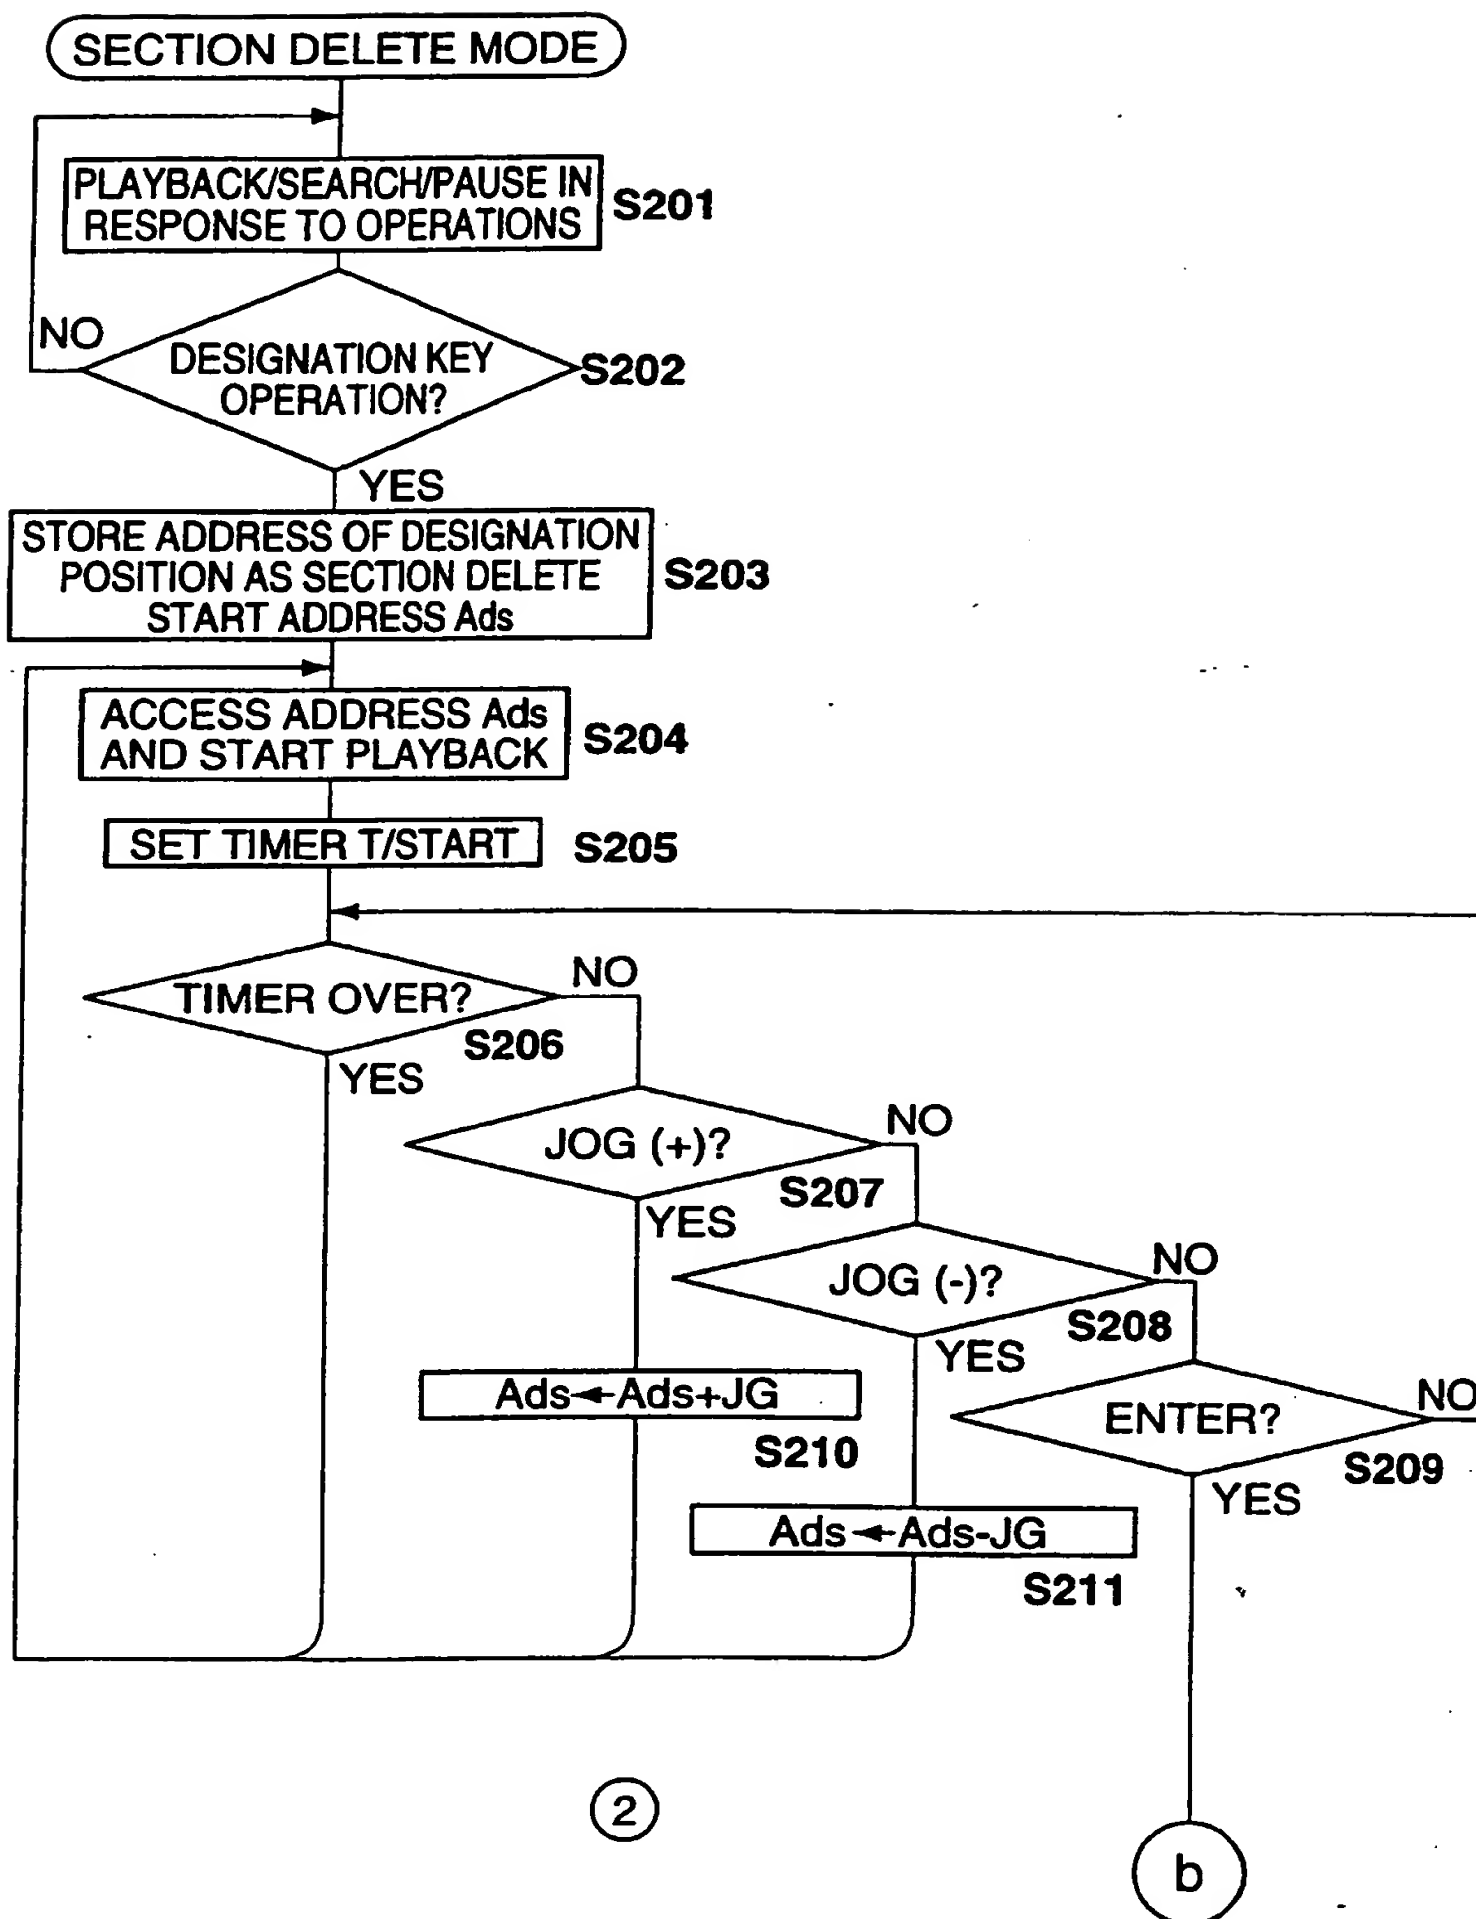 SECTION DELETE MODE
PLAYBACK/SEARCH/PAUSE IN
RESPONSE TO OPERATIONS
S201
NO
DESIGNATION KEY
OPERATION?
S202
YES
STORE ADDRESS OF DESIGNATION
POSITION AS SECTION DELETE
START ADDRESS Ads
S203
ACCESS ADDRESS Ads
AND START PLAYBACK
S204
SET TIMER T/START
S205
TIMER OVER?
NO
S206
YES
JOG (+)?
NO
S207
YES
JOG (-)?
NO
S208
YES
Ads←Ads+JG
S210
ENTER?
NO
S209
YES
Ads←Ads-JG
S211
2
b